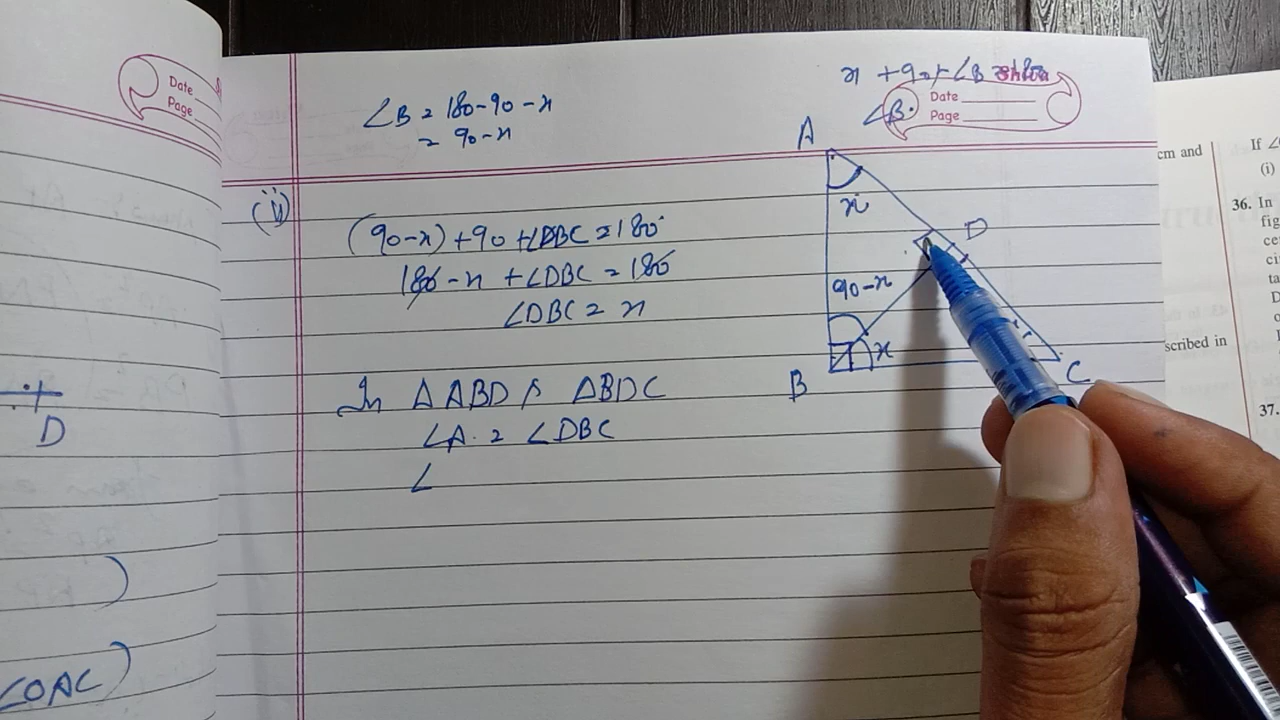 Date
Page
∠B = 180-90-x
= 90-x
x +90+∠B
∠B
Date
Page
A
(ii)
x
D
(90-x)+90+∠DBC=180
180-x+∠DBC=180
90-x
∠DBC=x
x
B
C
In Δ ABD & ΔBDC
∠A = ∠DBC
∠
D
)
∠OAC)
cm and
scribed in
If ∠
(i)
36. In
fig
ce
ci
ta
D
37.